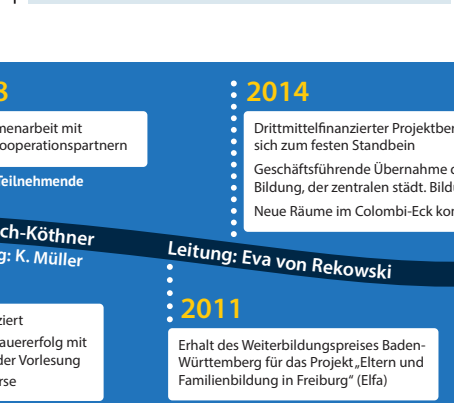 3
menarbeit mit
ooperationspartnern
Teilnehmende
2014
Drittmittelfinanzierter Projektber
sich zum festen Standbein
Geschäftsführende Übernahme d
Bildung, der zentralen städt. Bildu
Neue Räume im Colombi-Eck kon
ch-Köthner
g: K. Müller
Leitung: Eva von Rekowski
ziert
auererfolg mit
der Vorlesung
rse
2011
Erhalt des Weiterbildungspreises Baden-
Württemberg für das Projekt „Eltern und
Familienbildung in Freiburg“ (Elfa)